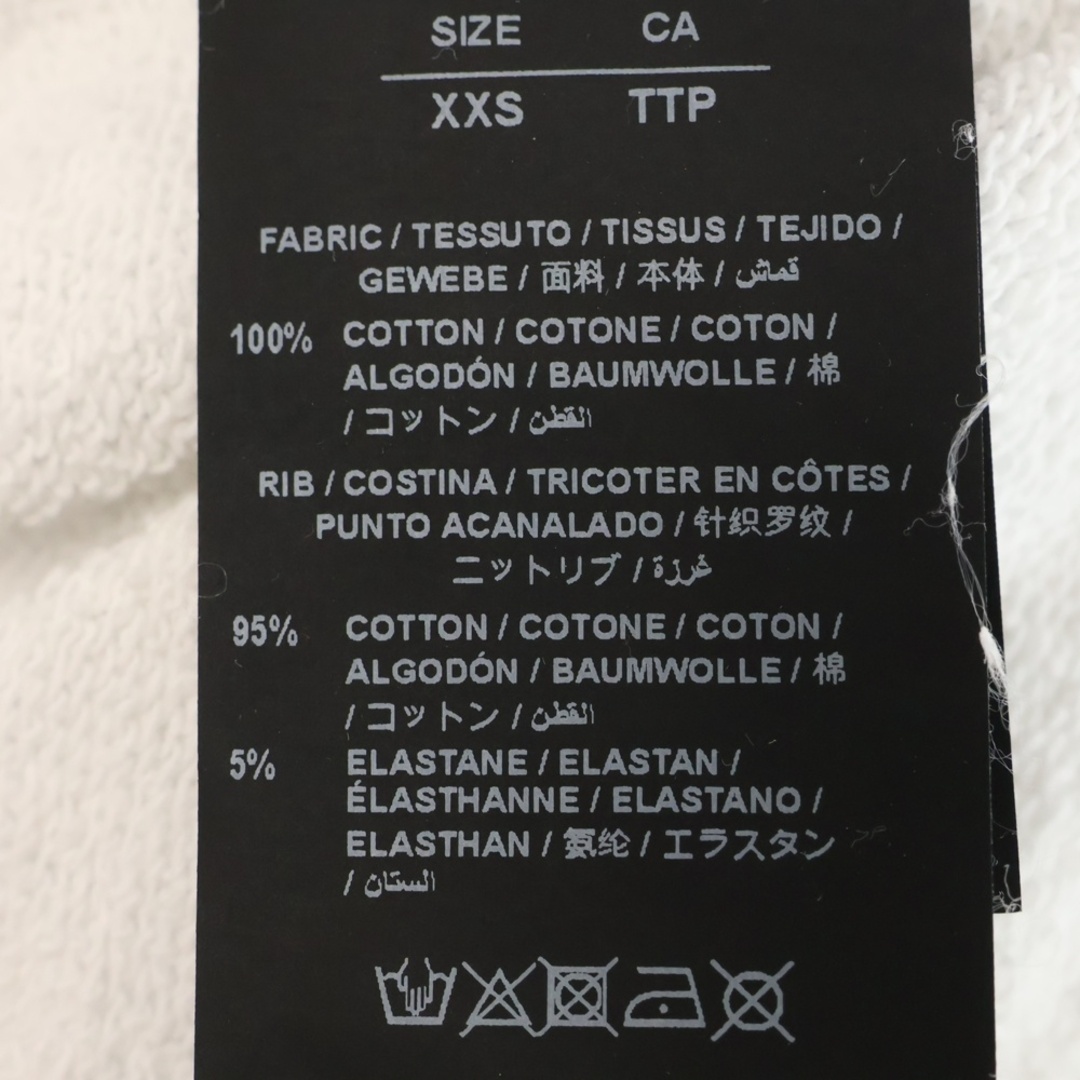 SIZE CA
XXS TTP
FABRIC / TESSUTO / TISSUS / TEJIDO /
GEWEBE / 面料 / 本体 / قماش
100% COTTON / COTONE / COTON /
ALGODÓN / BAUMWOLLE / 棉
/ コットン / القطن
RIB / COSTINA / TRICOTER EN CÔTES /
PUNTO ACANALADO / 针织罗纹 /
ニットリブ / غرزة
95% COTTON / COTONE / COTON /
ALGODÓN / BAUMWOLLE / 棉
/ コットン / القطن
5% ELASTANE / ELASTAN /
ÉLASTHANNE / ELASTANO /
ELASTHAN / 氨纶 / エラスタン
/ الستان